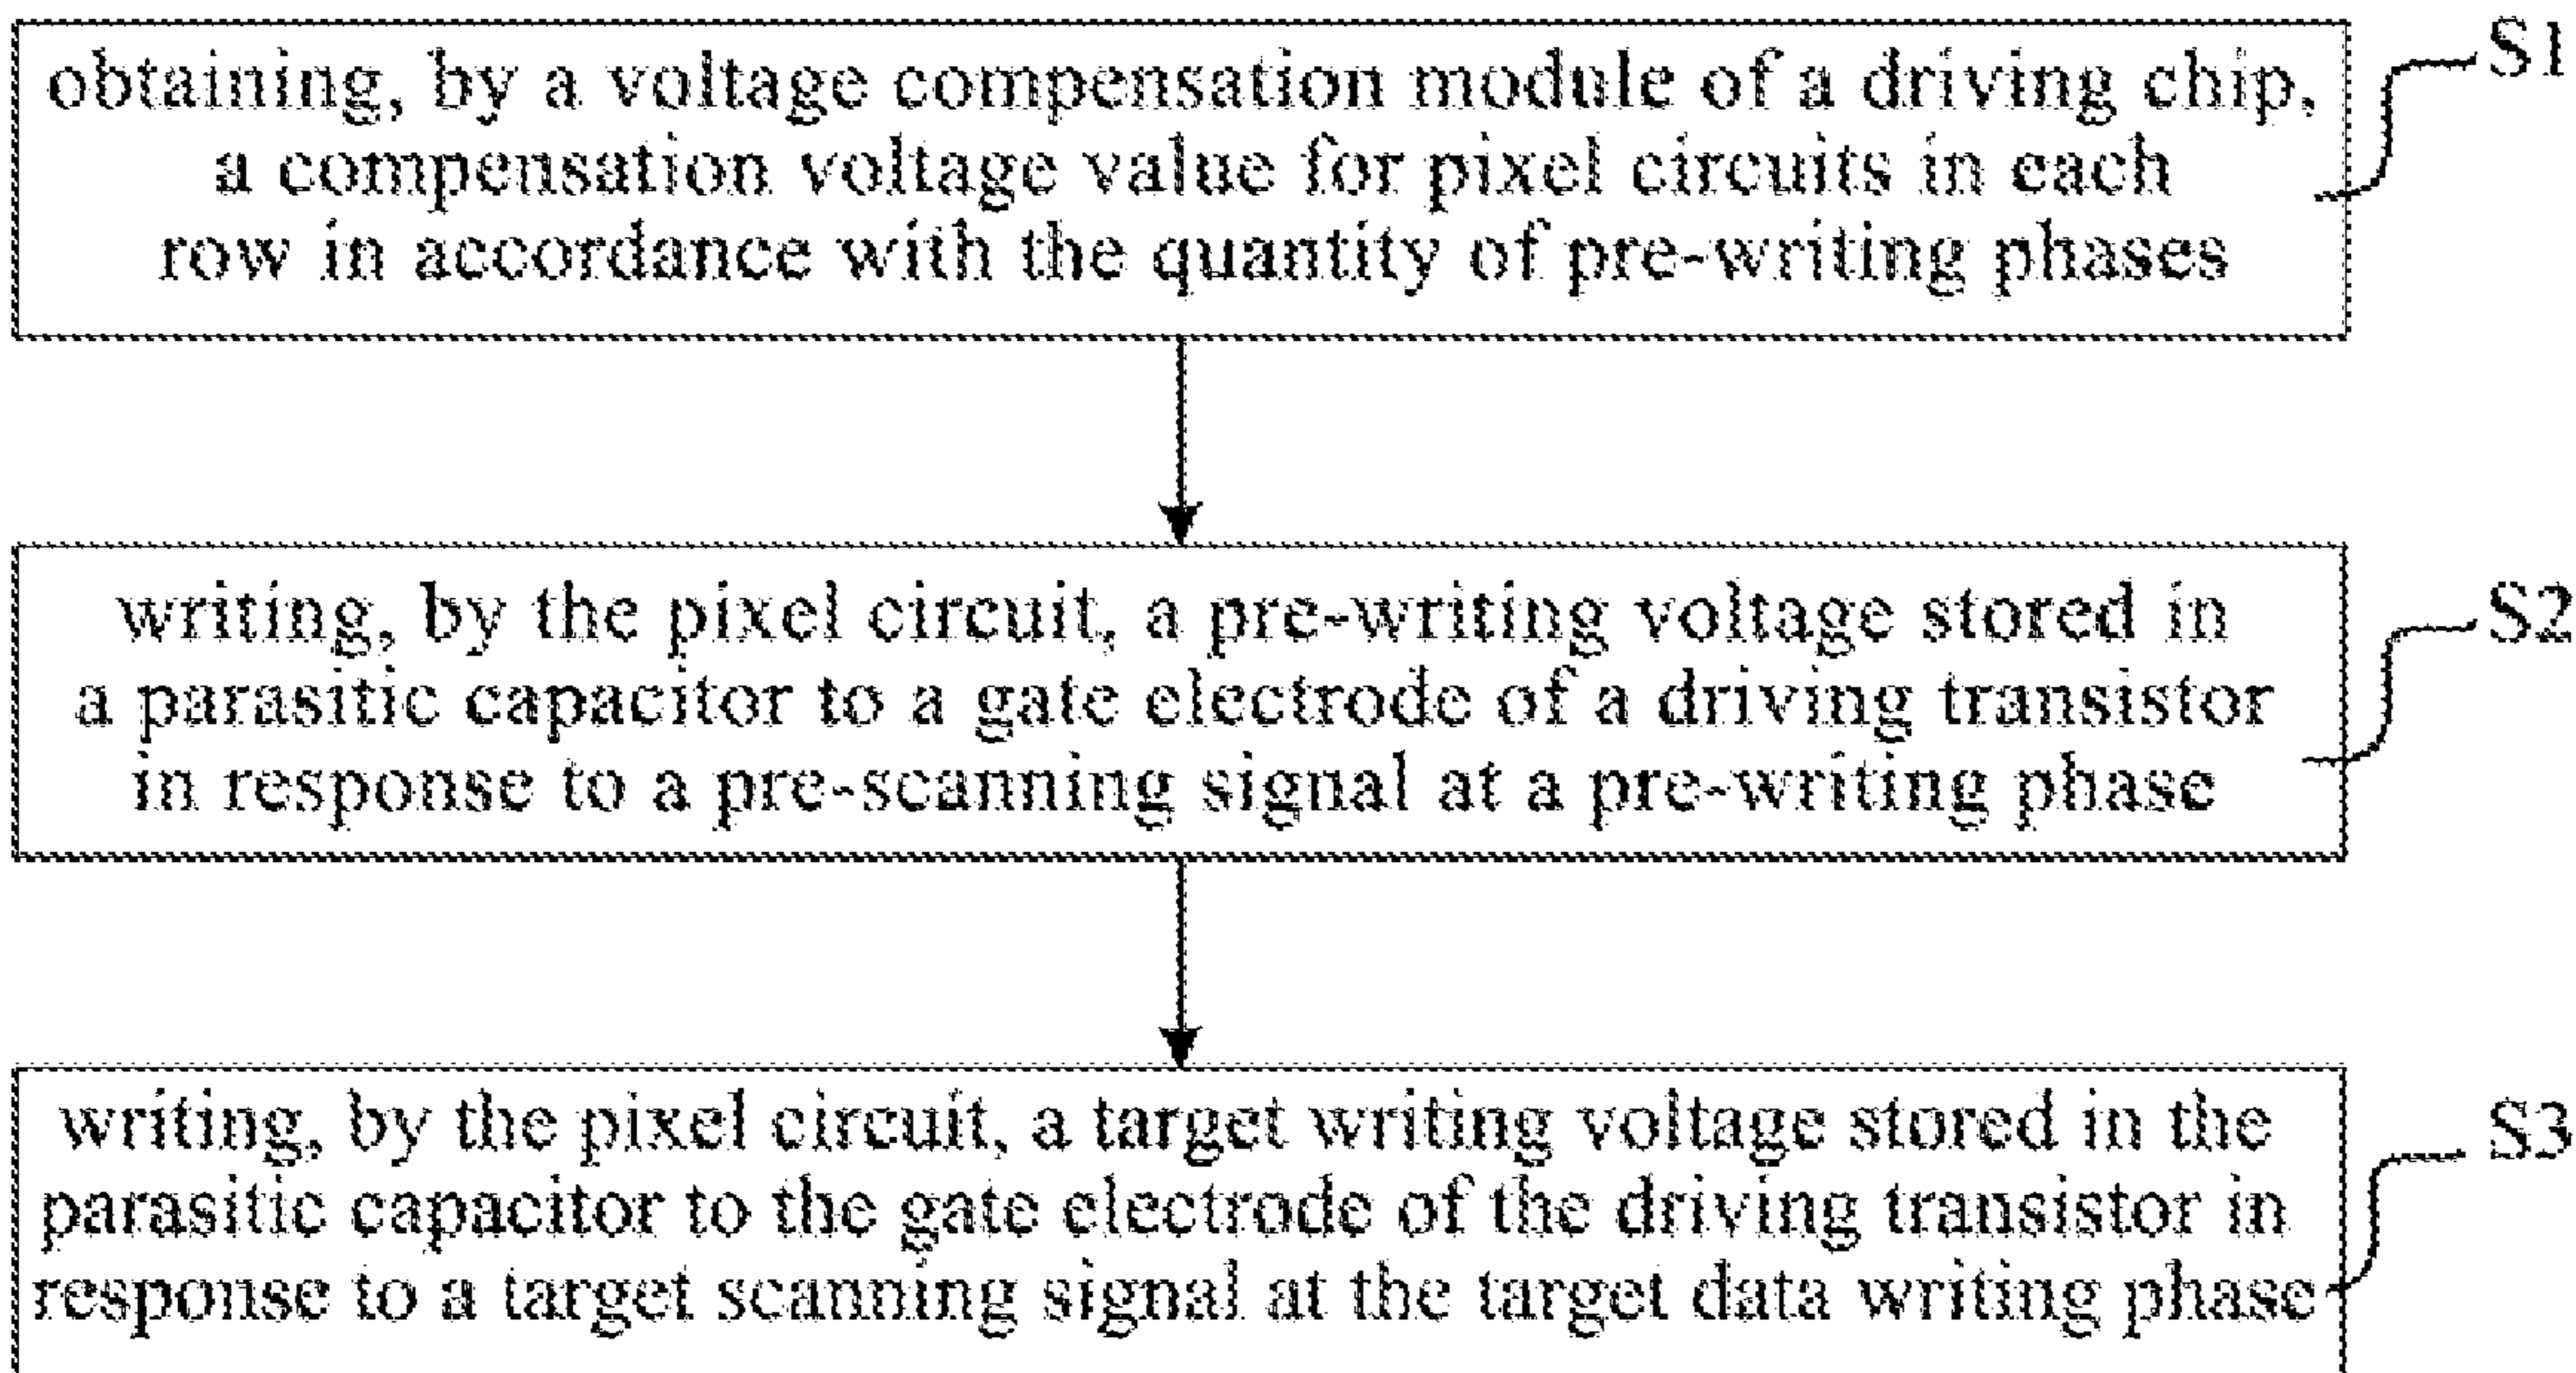 obtaining, by a voltage compensation module of a driving chip,
a compensation voltage value for pixel circuits in each
row in accordance with the quantity of pre-writing phases
S1
writing, by the pixel circuit, a pre-writing voltage stored in
a parasitic capacitor to a gate electrode of a driving transistor
in response to a pre-scanning signal at a pre-writing phase
S2
writing, by the pixel circuit, a target writing voltage stored in the
parasitic capacitor to the gate electrode of the driving transistor in
response to a target scanning signal at the target data writing phase
S3